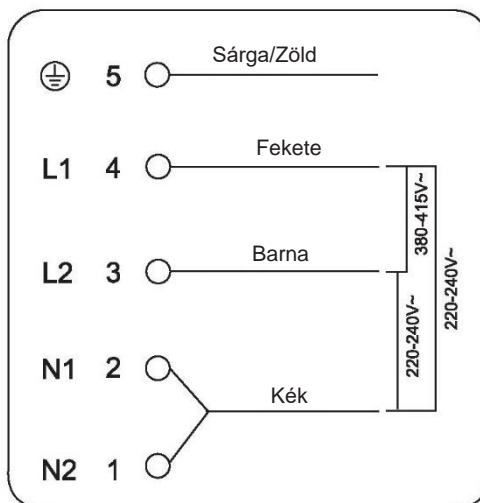 5 Sárga/Zöld
L1 4 Fekete
380-415V~
220-240V~
L2 3 Barna
220-240V~
N1 2
Kék
N2 1